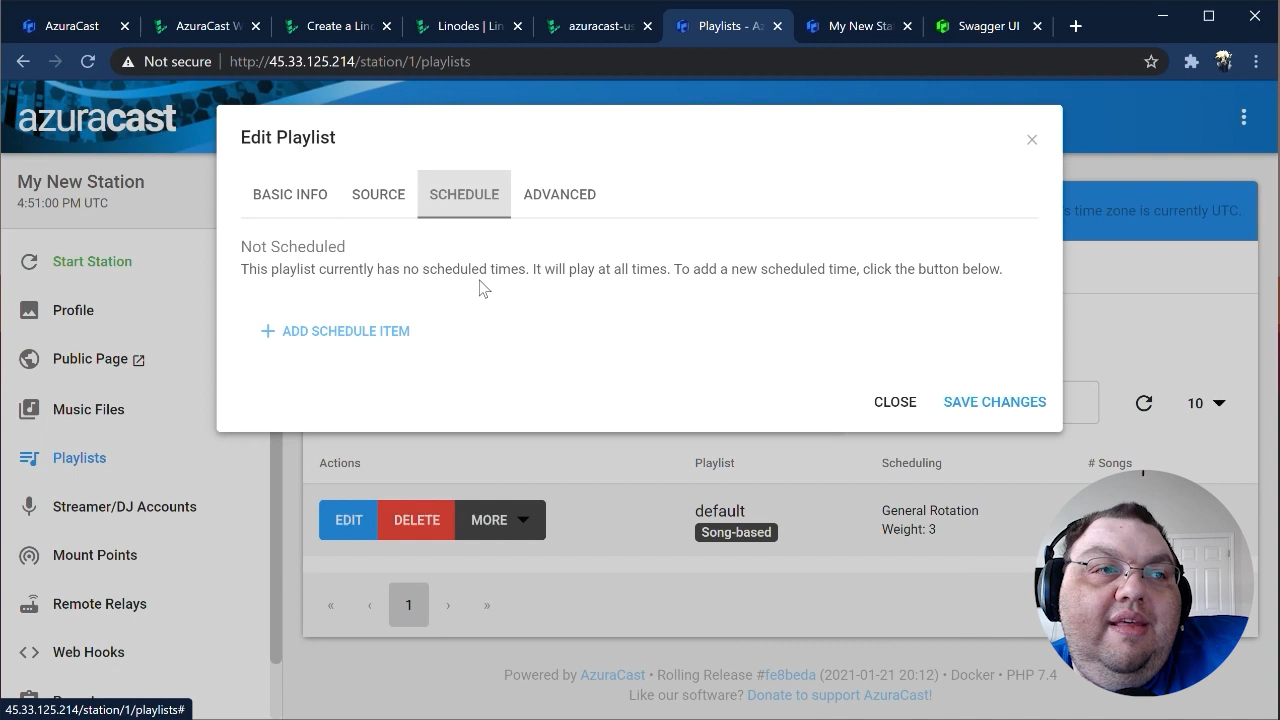 AzuraCast
AzuraCast W
Create a Lin
Linodes | Lin
azuracast-us
Playlists - Az
My New Sta
Swagger UI
Not secure
http://45.33.125.214/station/1/playlists
azuracast
My New Station
4:51:00 PM UTC
Start Station
Profile
Public Page
Music Files
Playlists
Streamer/DJ Accounts
Mount Points
Remote Relays
Web Hooks
45.33.125.214/station/1/playlists#
Edit Playlist
BASIC INFO
SOURCE
SCHEDULE
ADVANCED
's time zone is currently UTC.
Not Scheduled
This playlist currently has no scheduled times. It will play at all times. To add a new scheduled time, click the button below.
ADD SCHEDULE ITEM
CLOSE
SAVE CHANGES
10
Actions
Playlist
Scheduling
# Songs
EDIT
DELETE
MORE
default
Song-based
General Rotation
Weight: 3
« ‹ 1 › »
Powered by AzuraCast • Rolling Release #fe8beda (2021-01-21 20:12) • Docker • PHP 7.4
Like our software? Donate to support AzuraCast!